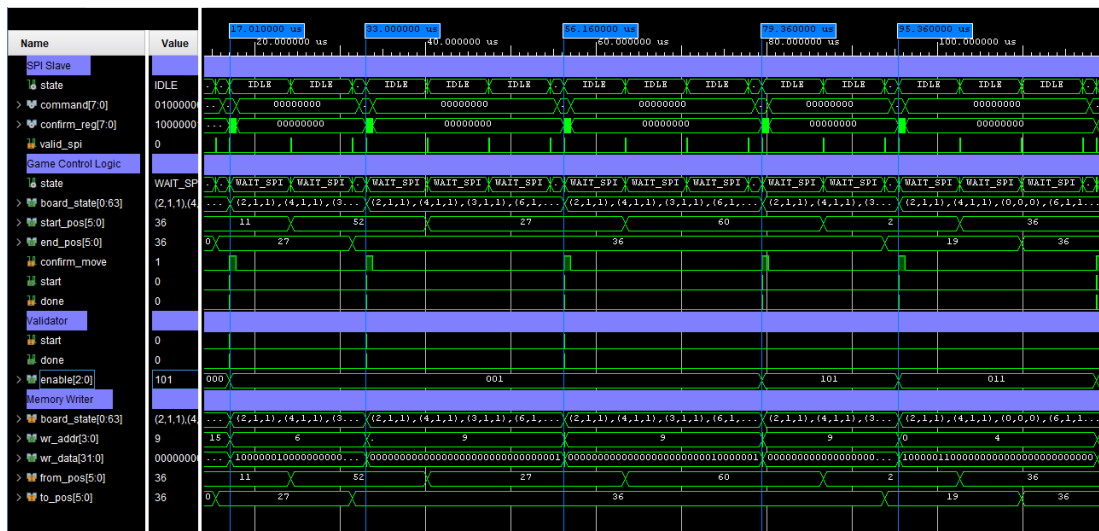 17.010000 us 33.000000 us 56.160000 us 79.360000 us 95.360000 us
Name Value 20.000000 us 40.000000 us 60.000000 us 80.000000 us 100.000000 us
SPI Slave
state IDLE IDLE IDLE IDLE IDLE IDLE IDLE IDLE IDLE IDLE IDLE IDLE IDLE
command[7:0] 0100000 00000000 00000000 00000000 00000000 00000000
confirm_reg[7:0] 1000000 ... 00000000 00000000 00000000 00000000 00000000
valid_spi 0
Game Control Logic
state WAIT_SP WAIT_SPI WAIT_SPI WAIT_SPI WAIT_SPI WAIT_SPI WAIT_SPI WAIT_SPI WAIT_SPI WAIT_SPI WAIT_SPI WAIT_SPI WAIT_SPI
board_state[0:63] (2,1,1),(4, ... (2,1,1),(4,1,1),(3... (2,1,1),(4,1,1),(3,1,1),(6,1,... (2,1,1),(4,1,1),(3,1,1),(6,1,... (2,1,1),(4,1,1),(3... (2,1,1),(4,1,1),(0,0,0),(6,1,1...
start_pos[5:0] 36 11 52 27 60 2 36
end_pos[5:0] 36 0 27 36 19 36
confirm_move 1
start 0
done 0
Validator
start 0
done 0
enable[2:0] 101 000 001 101 011
Memory Writer
board_state[0:63] (2,1,1),(4, ... (2,1,1),(4,1,1),(3... (2,1,1),(4,1,1),(3,1,1),(6,1,... (2,1,1),(4,1,1),(3,1,1),(6,1,... (2,1,1),(4,1,1),(3... (2,1,1),(4,1,1),(0,0,0),(6,1,1...
wr_addr[3:0] 9 15 6 . 9 9 9 0 4
wr_data[31:0] 0000000 ...
from_pos[5:0] 36 11 52 27 60 2 36
to_pos[5:0] 36 0 27 36 19 36